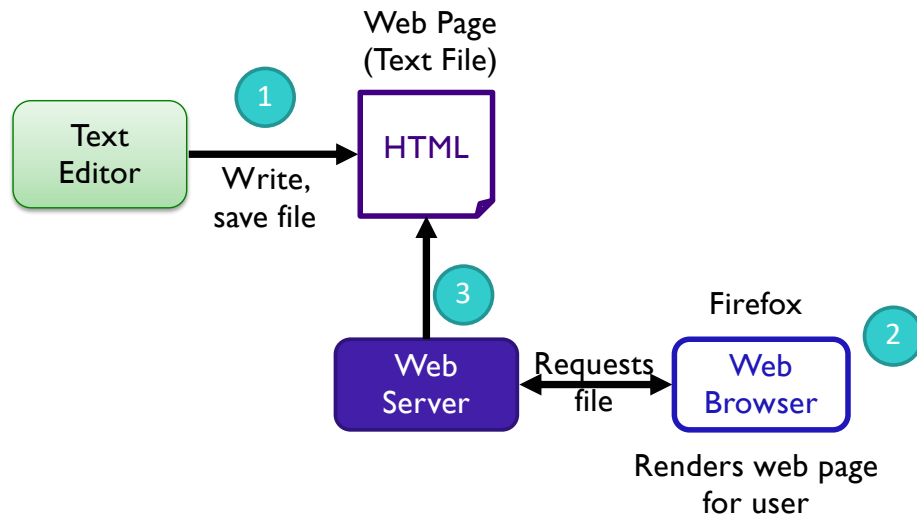 Web Page
(Text File)
1
Text
Editor
HTML
Write,
save file
3
Firefox
2
Web
Server
Requests
file
Web
Browser
Renders web page
for user